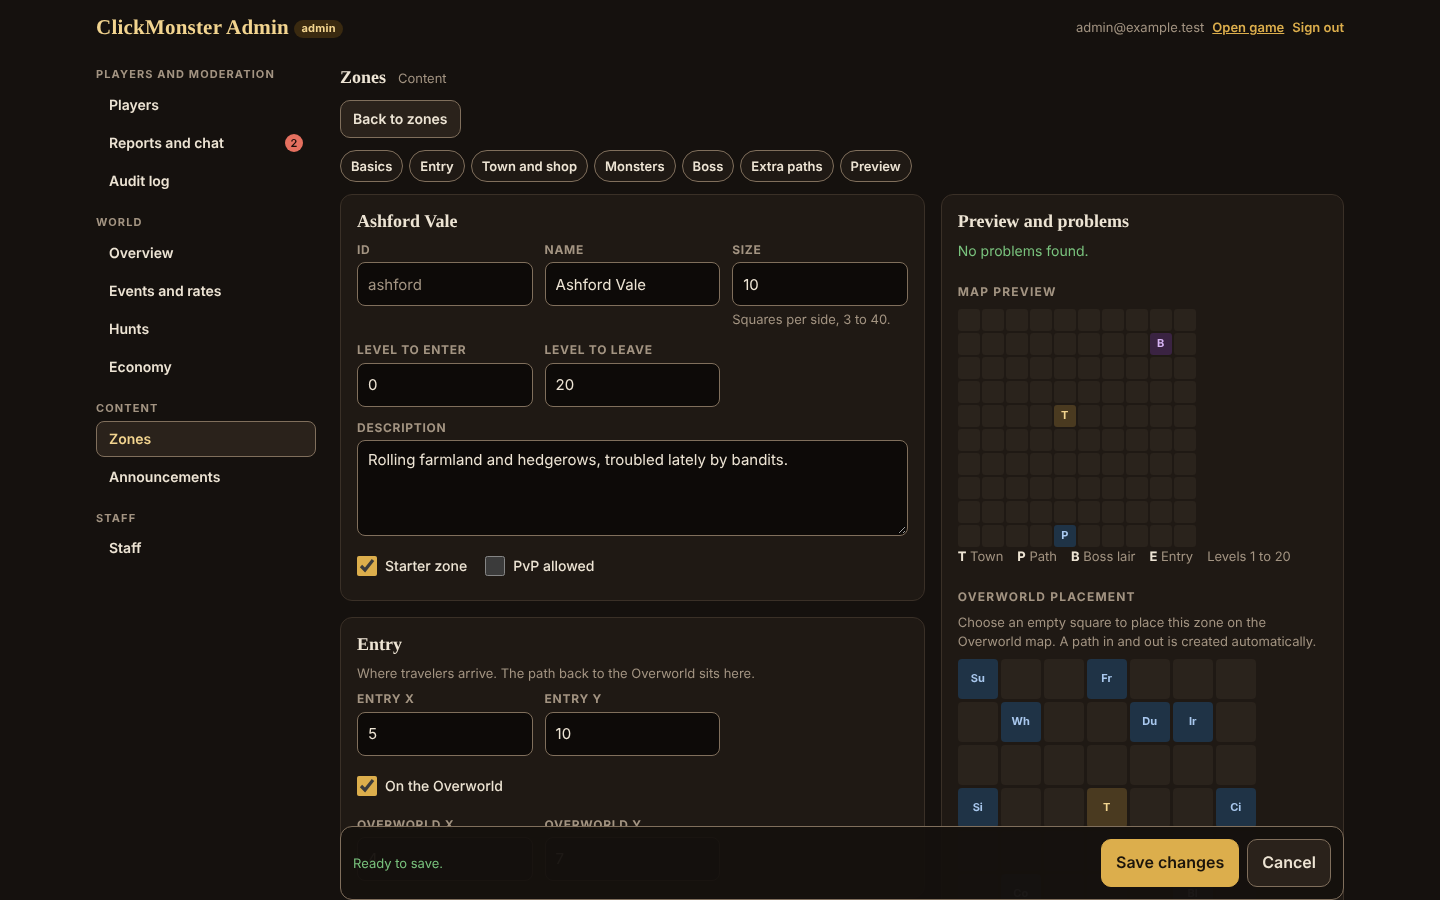 ClickMonster Admin admin
admin@example.test Open game Sign out
PLAYERS AND MODERATION
Players
Reports and chat 2
Audit log
WORLD
Overview
Events and rates
Hunts
Economy
CONTENT
Zones
Announcements
STAFF
Staff
Zones Content
Back to zones
Basics Entry Town and shop Monsters Boss Extra paths Preview
Ashford Vale
ID NAME SIZE
ashford Ashford Vale 10
Squares per side, 3 to 40.
LEVEL TO ENTER LEVEL TO LEAVE
0 20
DESCRIPTION
Rolling farmland and hedgerows, troubled lately by bandits.
Starter zone PvP allowed
Entry
Where travelers arrive. The path back to the Overworld sits here.
ENTRY X ENTRY Y
5 10
On the Overworld
OVERWORLD X OVERWORLD Y
7
Preview and problems
No problems found.
MAP PREVIEW
B
T
P
T Town P Path B Boss lair E Entry Levels 1 to 20
OVERWORLD PLACEMENT
Choose an empty square to place this zone on the
Overworld map. A path in and out is created automatically.
Su Fr
Wh Du Ir
Si T Ci
Ready to save.
Save changes Cancel